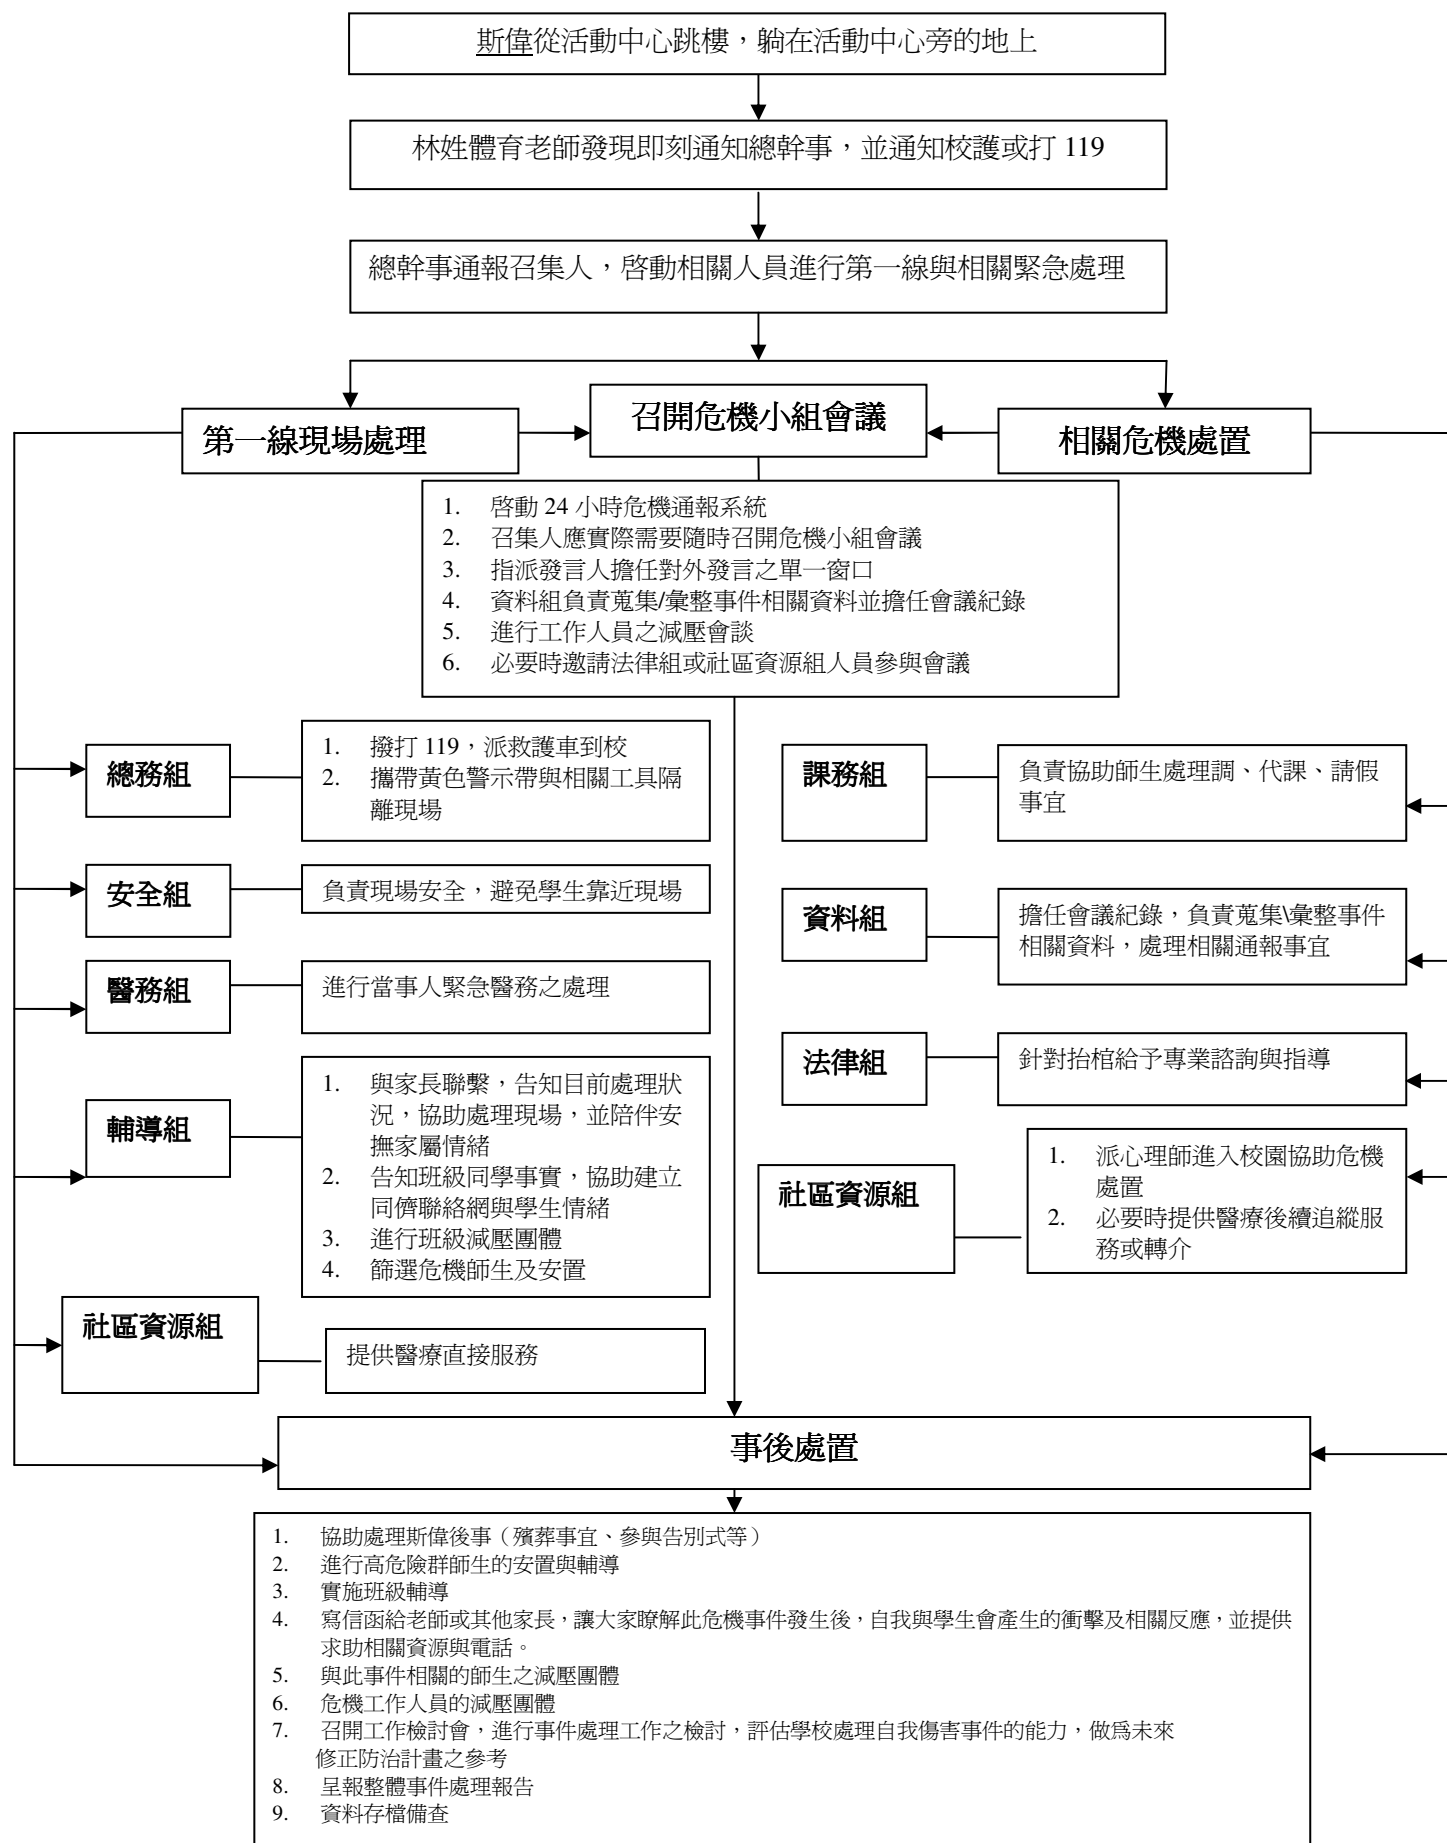 斯偉從活動中心跳樓，躺在活動中心旁的地上
林姓體育老師發現即刻通知總幹事，並通知校護或打 119
總幹事通報召集人，啓動相關人員進行第一線與相關緊急處理
第一線現場處理
召開危機小組會議
相關危機處置
1. 啓動 24 小時危機通報系統
2. 召集人應實際需要隨時召開危機小組會議
3. 指派發言人擔任對外發言之單一窗口
4. 資料組負責蒐集/彙整事件相關資料並擔任會議紀錄
5. 進行工作人員之減壓會談
6. 必要時邀請法律組或社區資源組人員參與會議
總務組
1. 撥打 119，派救護車到校
2. 攜帶黃色警示帶與相關工具隔
離現場
安全組
負責現場安全，避免學生靠近現場
醫務組
進行當事人緊急醫務之處理
輔導組
1. 與家長聯繫，告知目前處理狀
況，協助處理現場，並陪伴安
撫家屬情緒
2. 告知班級同學事實，協助建立
同儕聯絡網與學生情緒
3. 進行班級減壓團體
4. 篩選危機師生及安置
社區資源組
提供醫療直接服務
課務組
負責協助師生處理調、代課、請假
事宜
資料組
擔任會議紀錄，負責蒐集\彙整事件
相關資料，處理相關通報事宜
法律組
針對抬棺給予專業諮詢與指導
社區資源組
1. 派心理師進入校園協助危機
處置
2. 必要時提供醫療後續追縱服
務或轉介
事後處置
1. 協助處理斯偉後事（殯葬事宜、參與告別式等）
2. 進行高危險群師生的安置與輔導
3. 實施班級輔導
4. 寫信函給老師或其他家長，讓大家瞭解此危機事件發生後，自我與學生會產生的衝擊及相關反應，並提供
求助相關資源與電話。
5. 與此事件相關的師生之減壓團體
6. 危機工作人員的減壓團體
7. 召開工作檢討會，進行事件處理工作之檢討，評估學校處理自我傷害事件的能力，做爲未來
修正防治計畫之參考
8. 呈報整體事件處理報告
9. 資料存檔備查